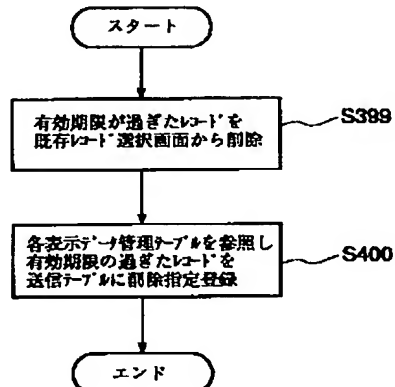 スタート
有効期限が過ぎたレコードを
既存レコード選択画面から削除
S399
各表示データ管理テーブルを参照し
有効期限の過ぎたレコードを
送信テーブルに削除指定登録
S400
エンド